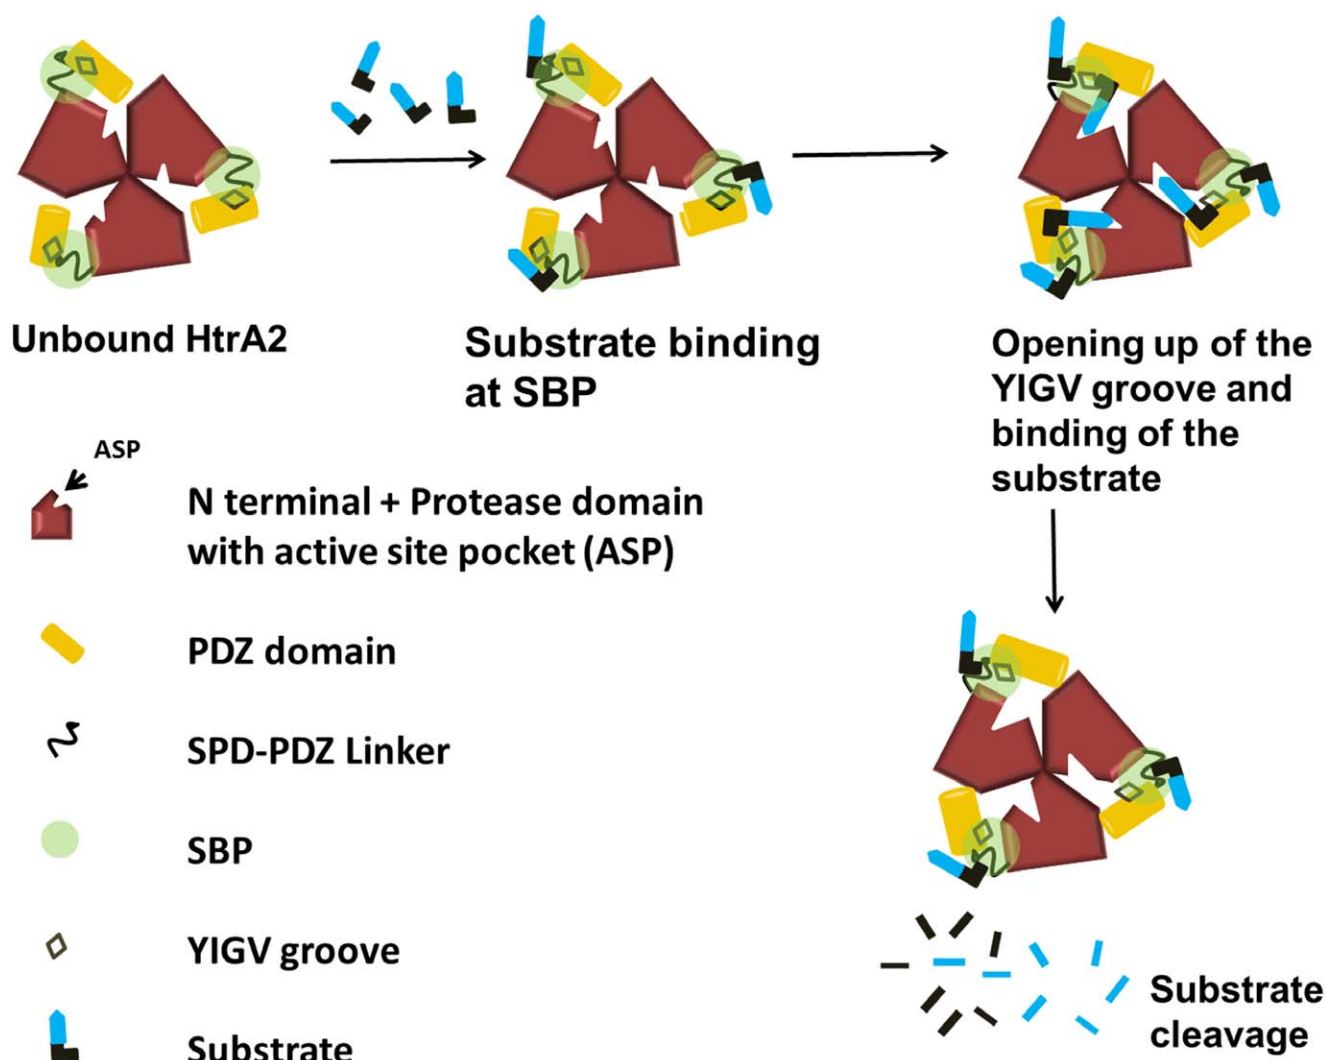 Unbound HtrA2
Substrate binding
at SBP
Opening up of the
YIGV groove and
binding of the
substrate
ASP
N terminal + Protease domain
with active site pocket (ASP)
PDZ domain
SPD-PDZ Linker
SBP
YIGV groove
Substrate
Substrate
cleavage